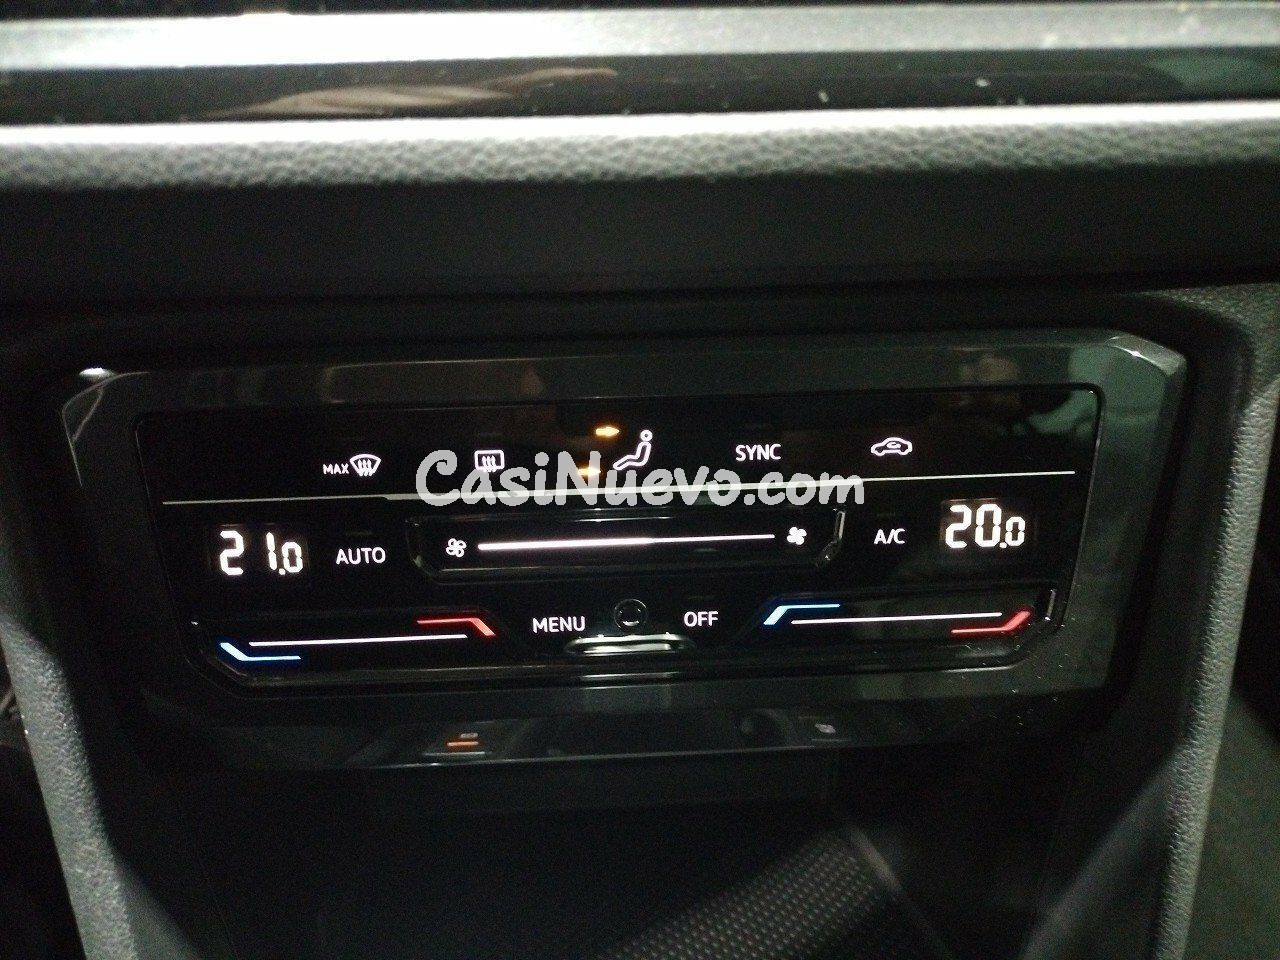 MAX
SYNC
CasiNuevo.com
21.0 AUTO A/C 20.0
MENU OFF